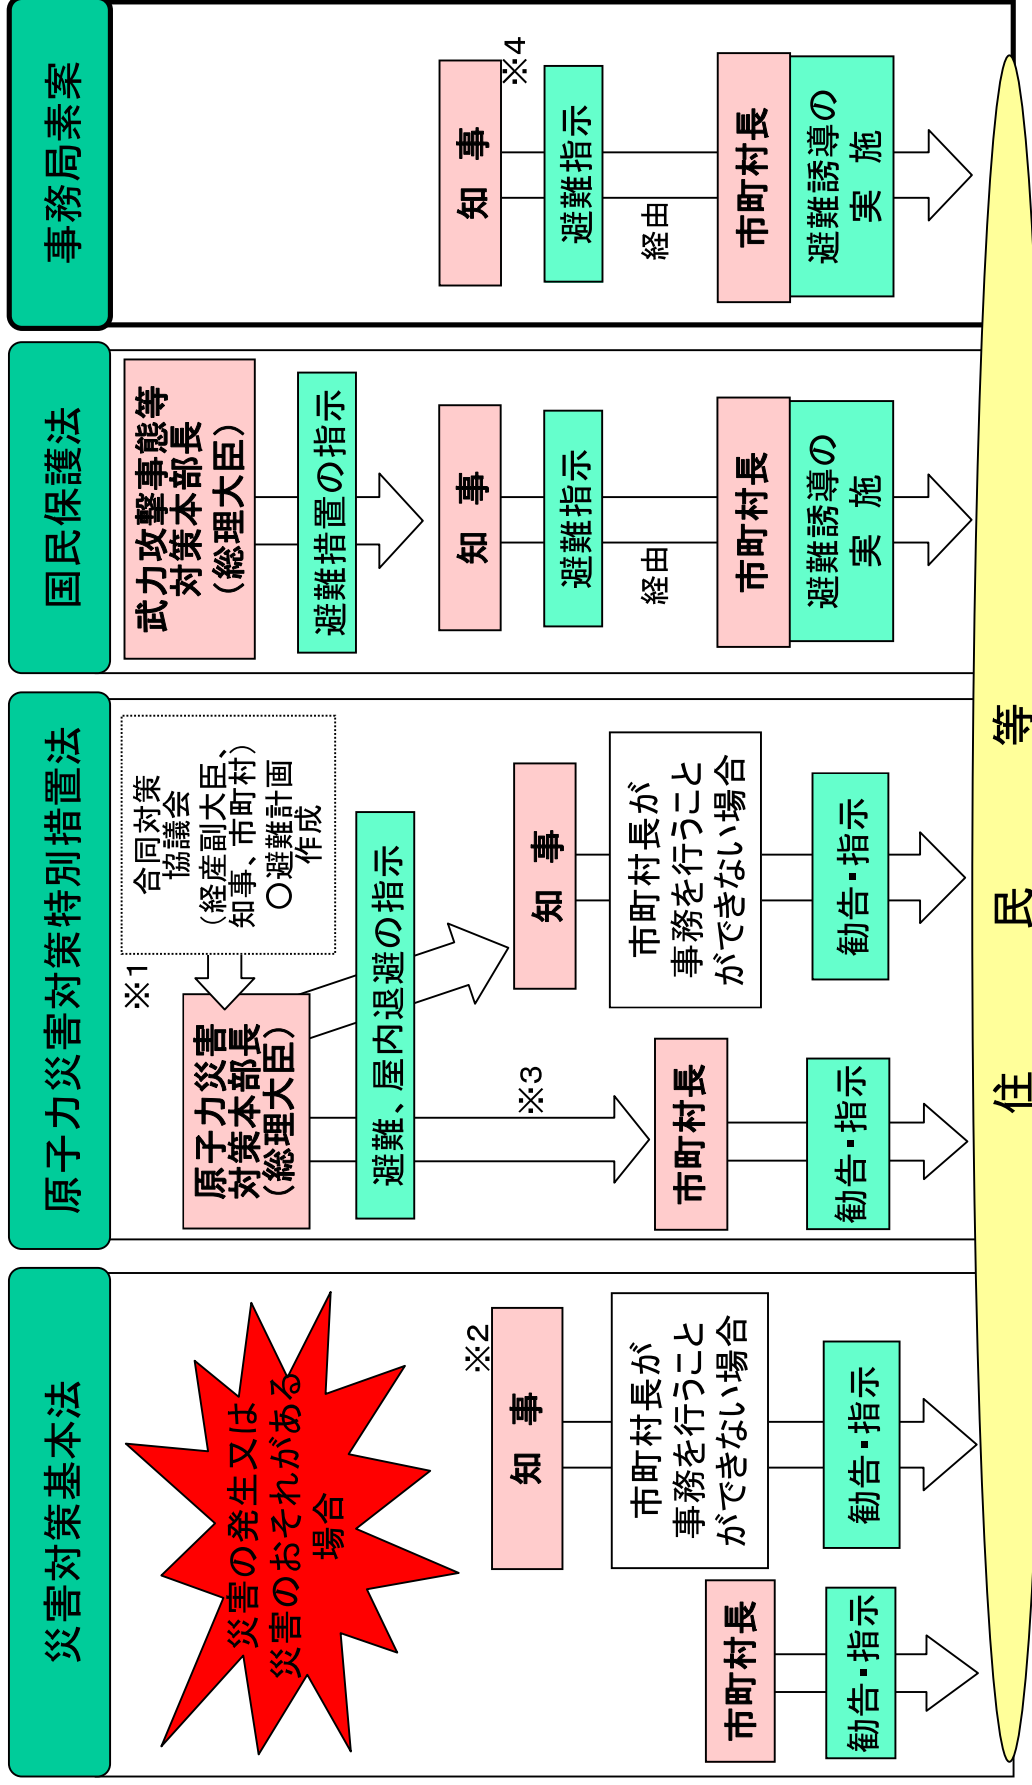 災害対策基本法
災害の発生又は
災害のおそれがある
場合
※2
知 事
市町村長が
事務を行うこと
ができない場合
勧告・指示
市町村長
勧告・指示
原子力災害対策特別措置法
※1
合同対策
協議会
（経産副大臣、
知事、市町村）
○避難計画
作成
原子力災害
対策本部長
（総理大臣）
避難、屋内退避の指示
※3
知 事
市町村長が
事務を行うこと
ができない場合
勧告・指示
市町村長
勧告・指示
国民保護法
武力攻撃事態等
対策本部長
（総理大臣）
避難措置の指示
知 事
避難指示
経由
市町村長
避難誘導の
実 施
事務局素案
知 事
※4
避難指示
経由
市町村長
避難誘導の
実 施
住 民 等